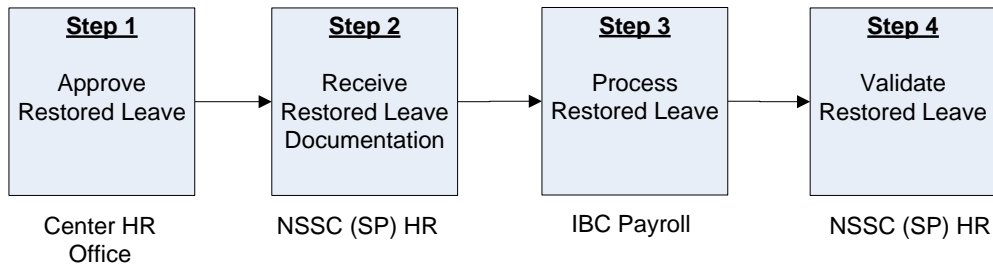 Step 1
Approve
Restored Leave
Step 2
Receive
Restored Leave
Documentation
Step 3
Process
Restored Leave
Step 4
Validate
Restored Leave
Center HR
Office
NSSC (SP) HR
IBC Payroll
NSSC (SP) HR